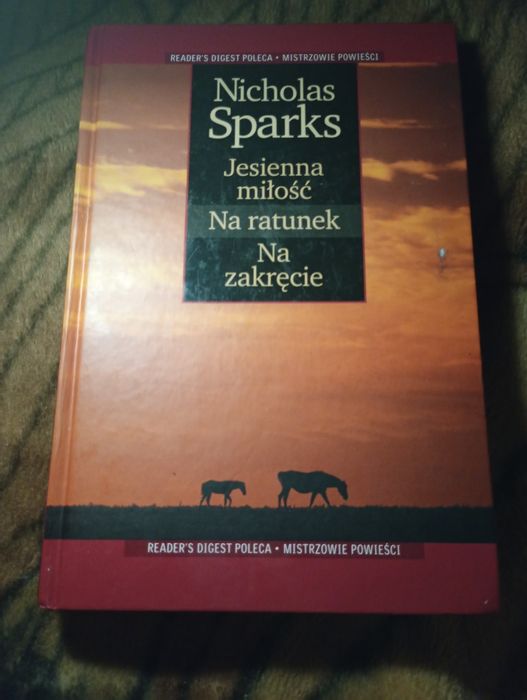 READER'S DIGEST POLECA • MISTRZOWIE POWIEŚCI
Nicholas
Sparks
Jesienna
miłość
Na ratunek
Na
zakręcie
READER'S DIGEST POLECA • MISTRZOWIE POWIEŚCI